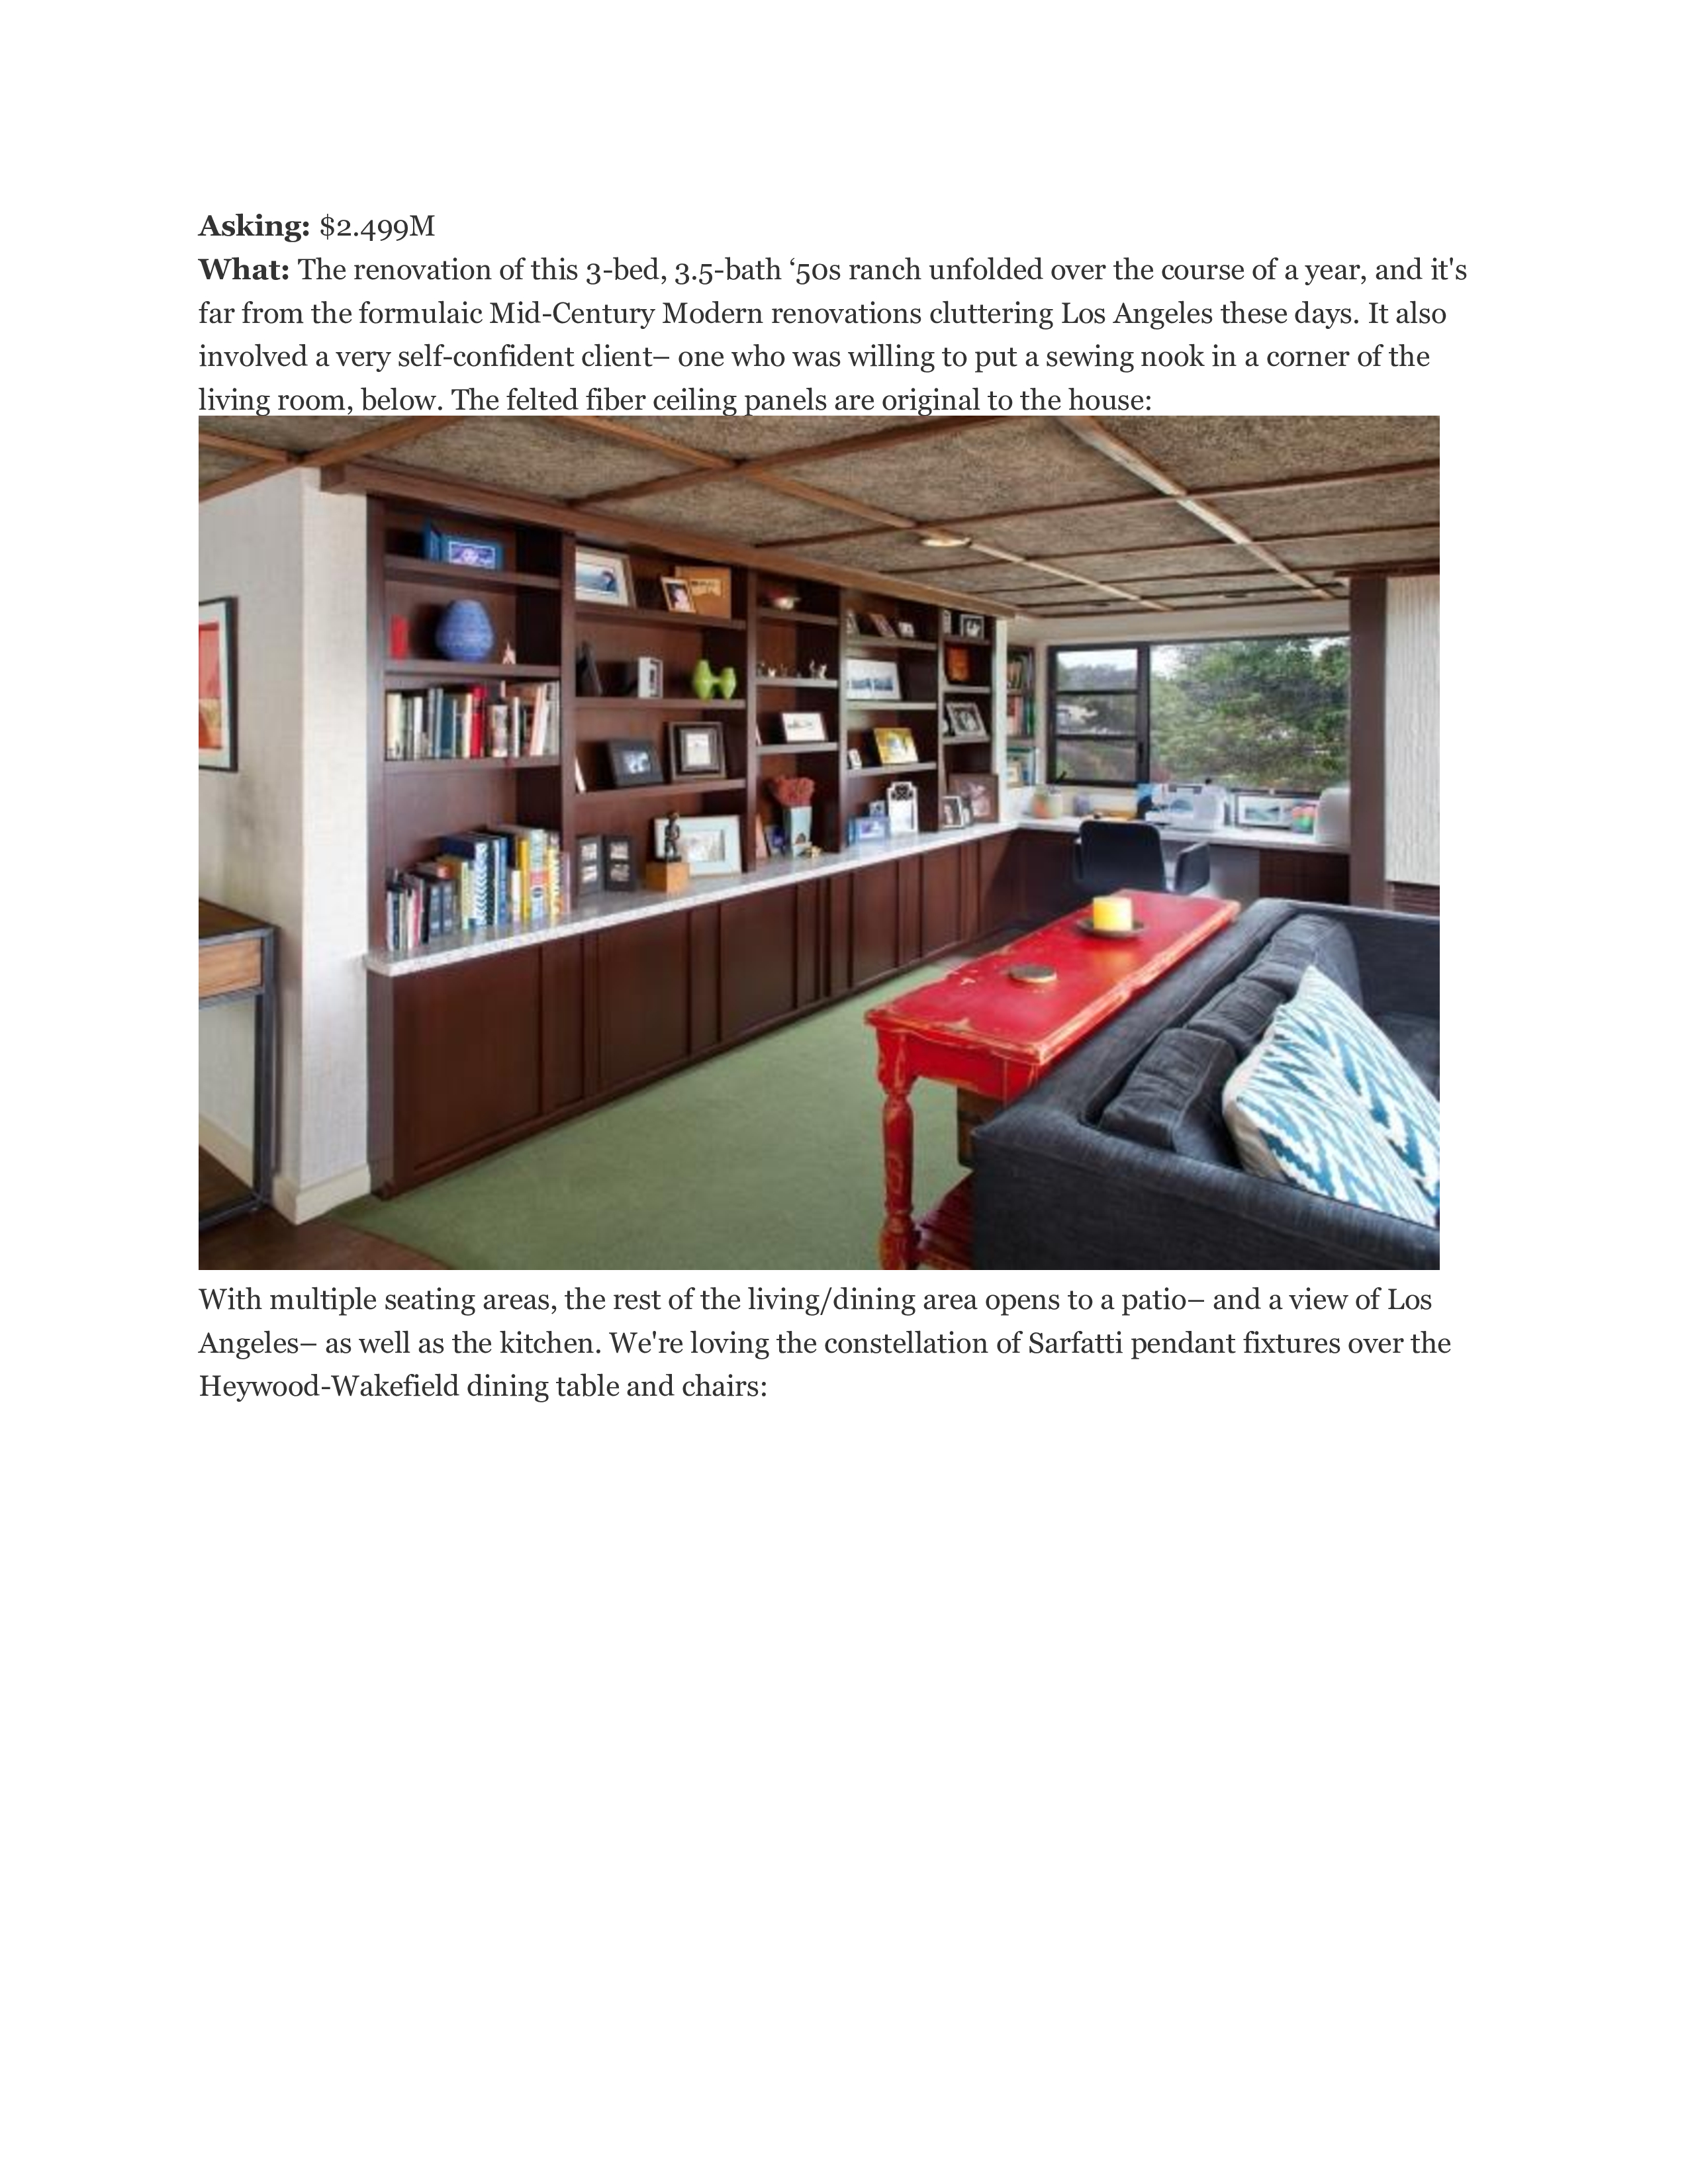 Asking: $2.499M
What: The renovation of this 3-bed, 3.5-bath ‘50s ranch unfolded over the course of a year, and it's
far from the formulaic Mid-Century Modern renovations cluttering Los Angeles these days. It also
involved a very self-confident client– one who was willing to put a sewing nook in a corner of the
living room, below. The felted fiber ceiling panels are original to the house:
With multiple seating areas, the rest of the living/dining area opens to a patio– and a view of Los
Angeles– as well as the kitchen. We're loving the constellation of Sarfatti pendant fixtures over the
Heywood-Wakefield dining table and chairs: